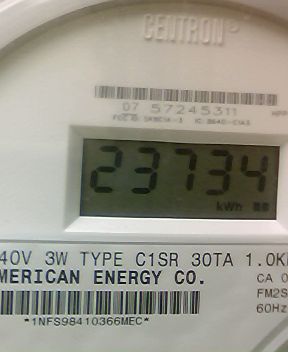 CENTRON®
07 57245311
23734
kWh
40V 3W TYPE C1SR 30TA 1.0K
MERICAN ENERGY CO.
CA 0
FM2S
60Hz
*1NFS98410366MEC*